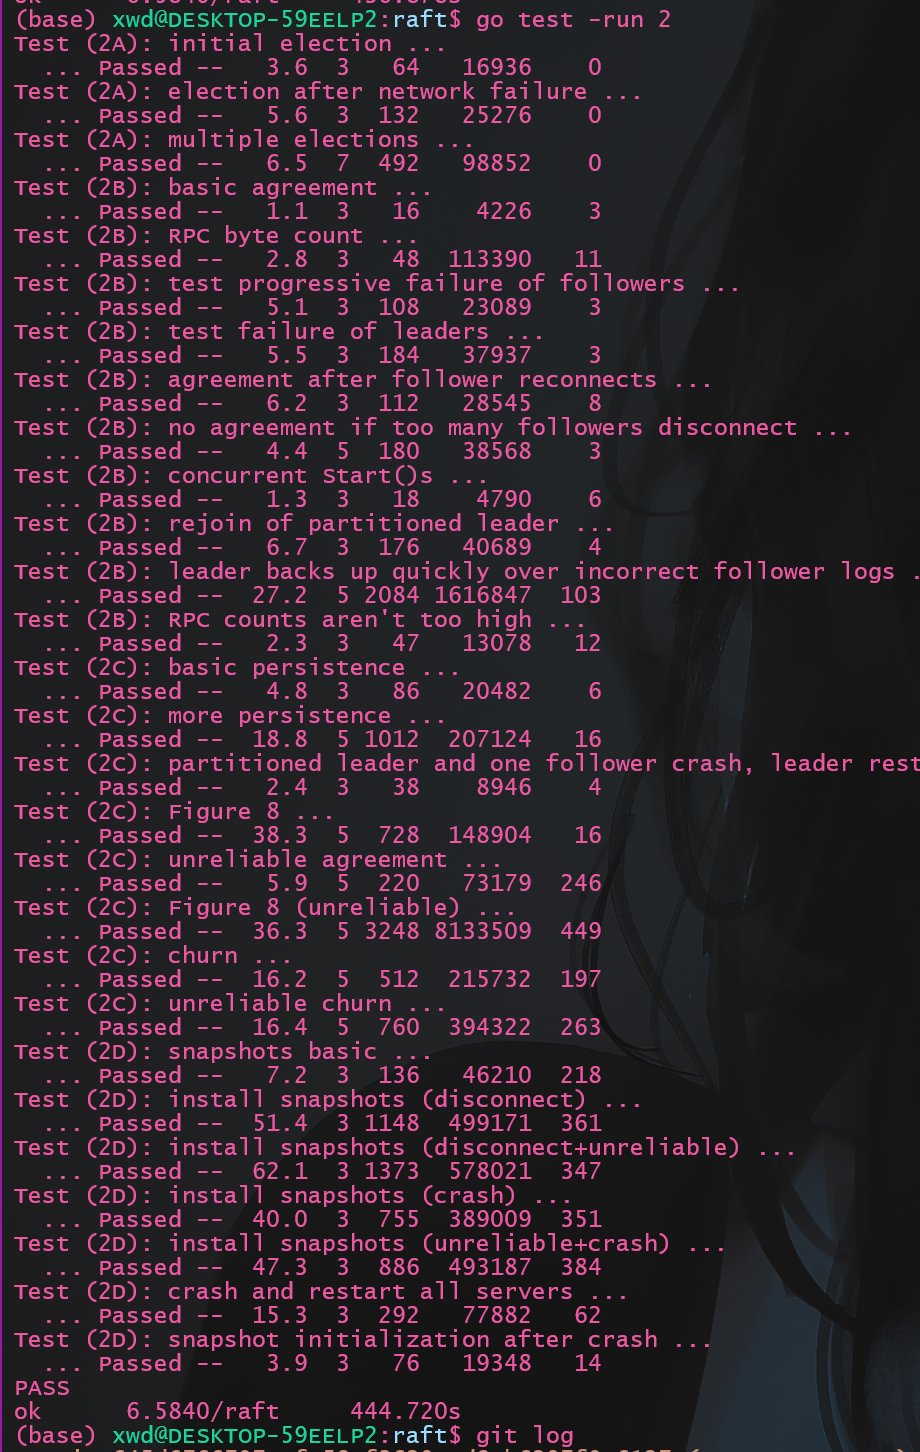 (base) xwd@DESKTOP-59EELP2:raft$ go test -run 2
Test (2A): initial election ...
  ... Passed --   3.6  3   64   16936    0
Test (2A): election after network failure ...
  ... Passed --   5.6  3  132   25276    0
Test (2A): multiple elections ...
  ... Passed --   6.5  7  492   98852    0
Test (2B): basic agreement ...
  ... Passed --   1.1  3   16    4226    3
Test (2B): RPC byte count ...
  ... Passed --   2.8  3   48  113390   11
Test (2B): test progressive failure of followers ...
  ... Passed --   5.1  3  108   23089    3
Test (2B): test failure of leaders ...
  ... Passed --   5.5  3  184   37937    3
Test (2B): agreement after follower reconnects ...
  ... Passed --   6.2  3  112   28545    8
Test (2B): no agreement if too many followers disconnect ...
  ... Passed --   4.4  5  180   38568    3
Test (2B): concurrent Start()s ...
  ... Passed --   1.3  3   18    4790    6
Test (2B): rejoin of partitioned leader ...
  ... Passed --   6.7  3  176   40689    4
Test (2B): leader backs up quickly over incorrect follower logs .
  ... Passed --  27.2  5 2084 1616847  103
Test (2B): RPC counts aren't too high ...
  ... Passed --   2.3  3   47   13078   12
Test (2C): basic persistence ...
  ... Passed --   4.8  3   86   20482    6
Test (2C): more persistence ...
  ... Passed --  18.8  5 1012  207124   16
Test (2C): partitioned leader and one follower crash, leader rest
  ... Passed --   2.4  3   38    8946    4
Test (2C): Figure 8 ...
  ... Passed --  38.3  5  728  148904   16
Test (2C): unreliable agreement ...
  ... Passed --   5.9  5  220   73179  246
Test (2C): Figure 8 (unreliable) ...
  ... Passed --  36.3  5 3248 8133509  449
Test (2C): churn ...
  ... Passed --  16.2  5  512  215732  197
Test (2C): unreliable churn ...
  ... Passed --  16.4  5  760  394322  263
Test (2D): snapshots basic ...
  ... Passed --   7.2  3  136   46210  218
Test (2D): install snapshots (disconnect) ...
  ... Passed --  51.4  3 1148  499171  361
Test (2D): install snapshots (disconnect+unreliable) ...
  ... Passed --  62.1  3 1373  578021  347
Test (2D): install snapshots (crash) ...
  ... Passed --  40.0  3  755  389009  351
Test (2D): install snapshots (unreliable+crash) ...
  ... Passed --  47.3  3  886  493187  384
Test (2D): crash and restart all servers ...
  ... Passed --  15.3  3  292   77882   62
Test (2D): snapshot initialization after crash ...
  ... Passed --   3.9  3   76   19348   14
PASS
ok      6.5840/raft     444.720s
(base) xwd@DESKTOP-59EELP2:raft$ git log